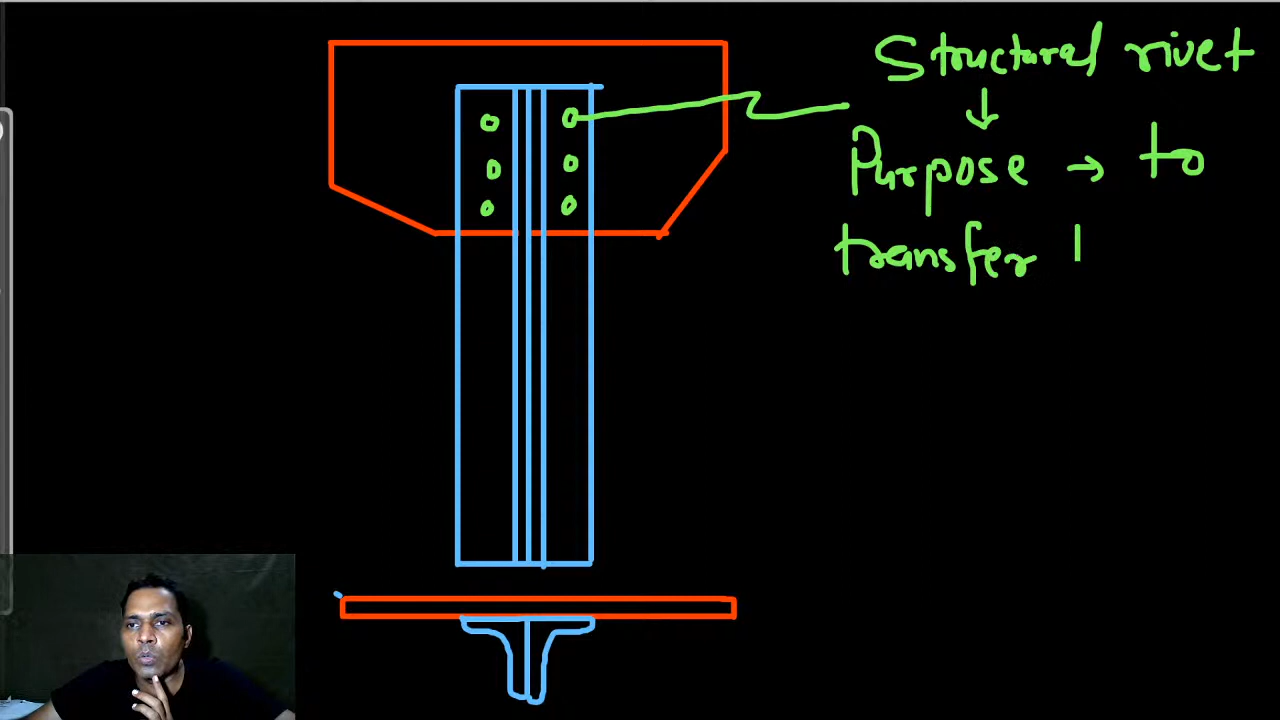 Structural rivet
↓
Purpose → to
transfer l